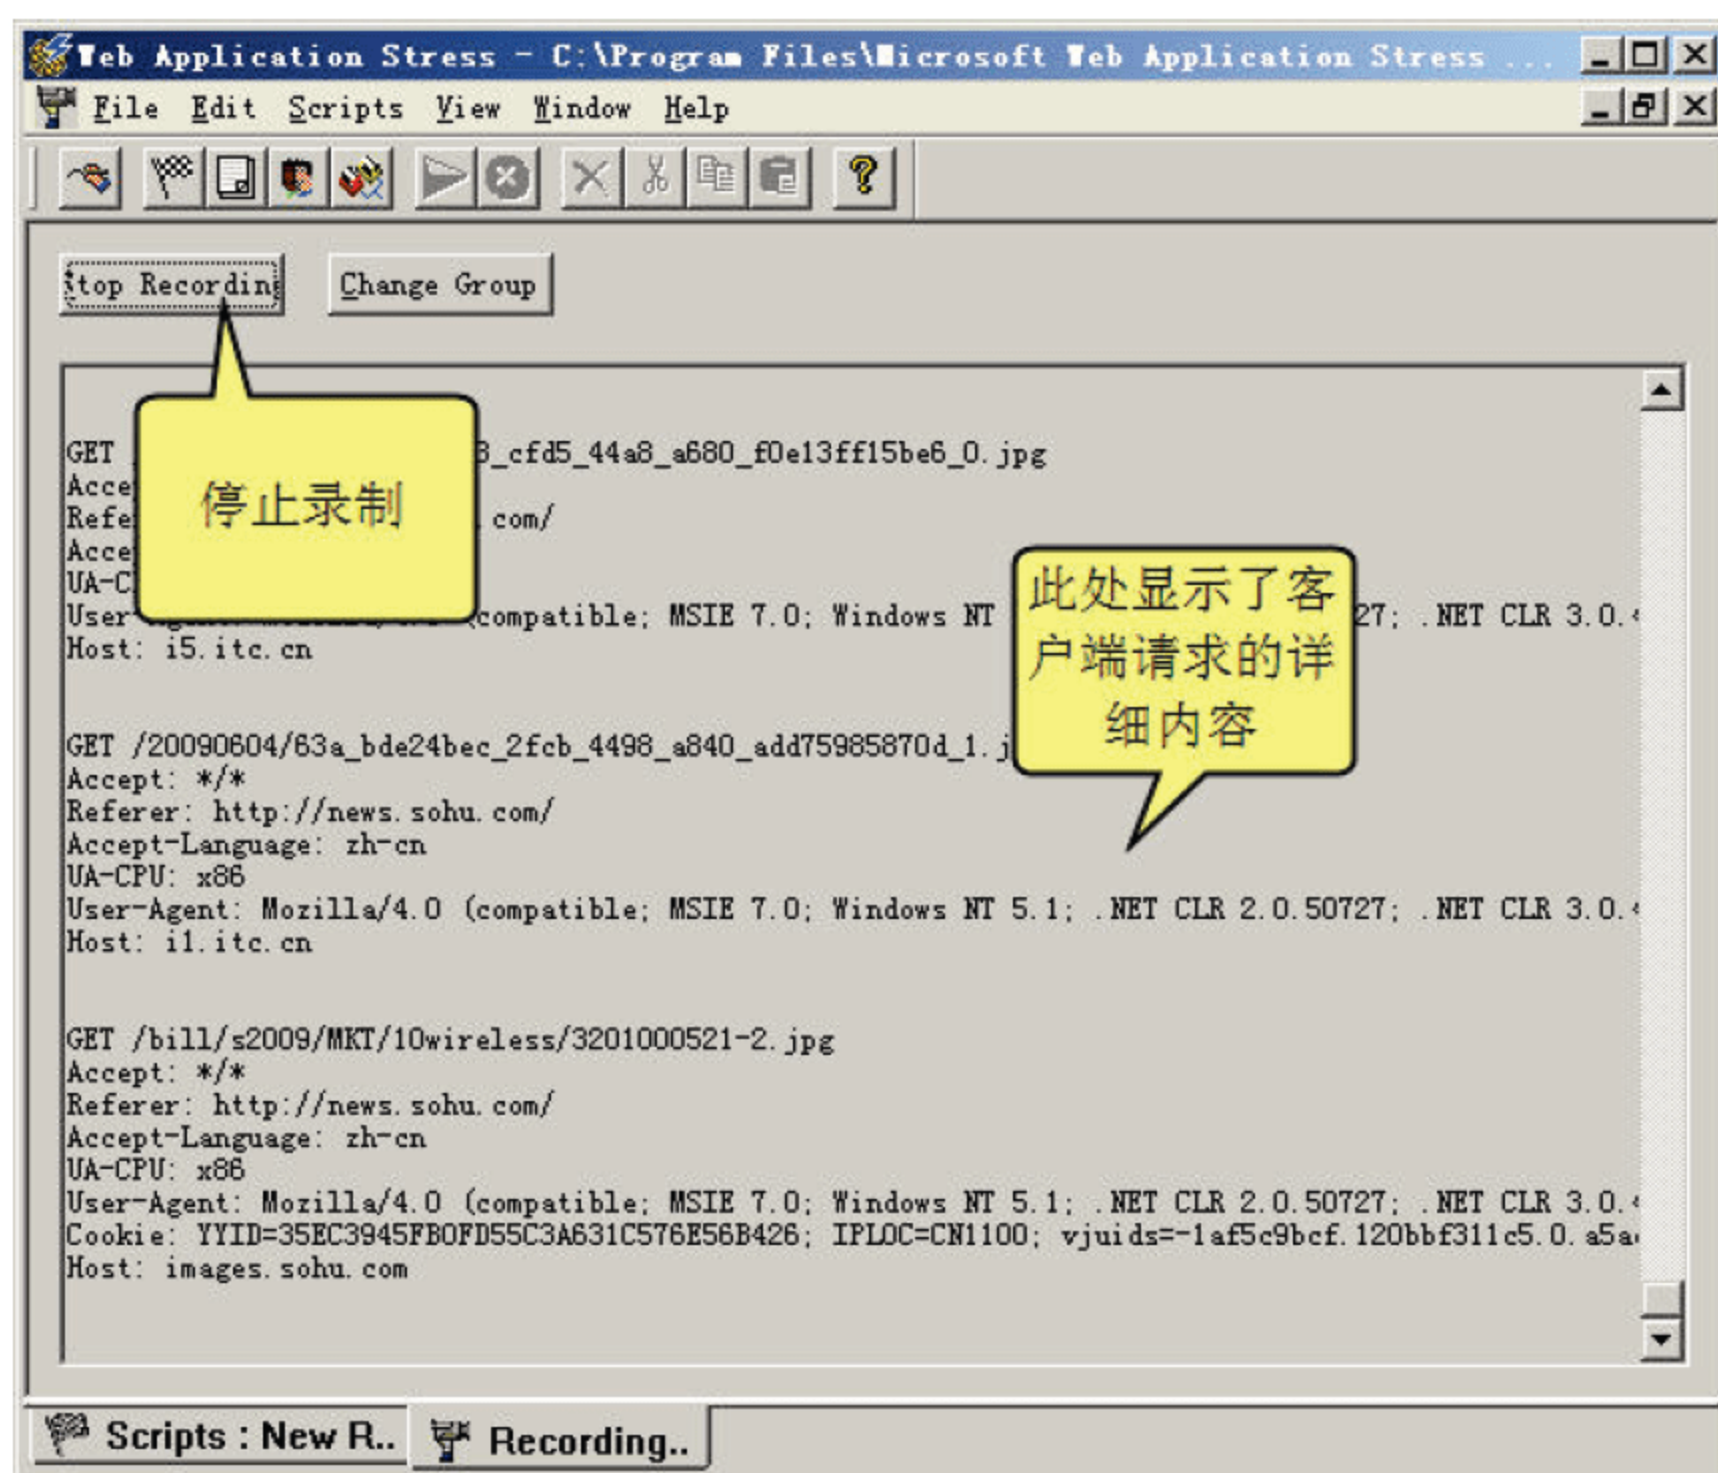 Web Application Stress - C:\Program Files\Microsoft Web Application Stress ...
File Edit Scripts View Window Help
Stop Recording Change Group
停止录制
GET 3_cfd5_44a8_a680_f0e13ff15be6_0.jpg
Acce
Refe .com/
Acce
UA-C
User (compatible; MSIE 7.0; Windows NT 27; .NET CLR 3.0.
Host: i5.itc.cn
此处显示了客
户端请求的详
细内容
GET /20090604/63a_bde24bec_2fcb_4498_a840_add75985870d_1.j
Accept: */*
Referer: http://news.sohu.com/
Accept-Language: zh-cn
UA-CPU: x86
User-Agent: Mozilla/4.0 (compatible; MSIE 7.0; Windows NT 5.1; .NET CLR 2.0.50727; .NET CLR 3.0.
Host: i1.itc.cn
GET /bill/s2009/MKT/10wireless/3201000521-2.jpg
Accept: */*
Referer: http://news.sohu.com/
Accept-Language: zh-cn
UA-CPU: x86
User-Agent: Mozilla/4.0 (compatible; MSIE 7.0; Windows NT 5.1; .NET CLR 2.0.50727; .NET CLR 3.0.
Cookie: YYID=35EC3945FB0FD55C3A631C576E56B426; IPLOC=CN1100; vjuids=-1af5c9bcf.120bbf311c5.0.a5a
Host: images.sohu.com
Scripts : New R.. Recording..